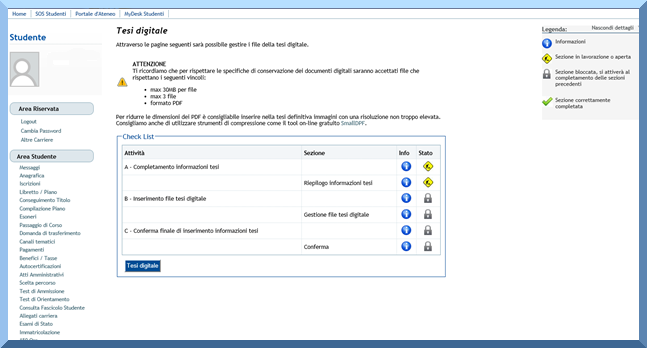 Home SOS Studenti Portale d'Ateneo MyDesk Studenti
Studente
Area Riservata
Logout
Cambia Password
Altre Carriere
Area Studente
Messaggi
Anagrafica
Iscrizioni
Libretto / Piano
Conseguimento Titolo
Compilazione Piano
Esoneri
Passaggio di Corso
Domanda di trasferimento
Canali tematici
Pagamenti
Benefici / Tasse
Autocertificazioni
Atti Amministrativi
Scelta percorso
Test di Ammissione
Test di Orientamento
Consulta Fascicolo Studente
Allegati carriera
Esami di Stato
Immatricolazione
Tesi digitale
Attraverso le pagine seguenti sarà possibile gestire i file della tesi digitale.
ATTENZIONE
Ti ricordiamo che per rispettare le specifiche di conservazione dei documenti digitali saranno accettati file che
rispettano i seguenti vincoli:
• max 30MB per file
• max 3 file
• formato PDF
Per ridurre le dimensioni del PDF è consigliabile inserire nella tesi definitiva immagini con una risoluzione non troppo elevata.
Consigliamo anche di utilizzare strumenti di compressione come il tool on-line gratuito SmallPDF.
Check List
Attività Sezione Info Stato
A - Completamento informazioni tesi
Riepilogo informazioni tesi
B - Inserimento file tesi digitale
Gestione file tesi digitale
C - Conferma finale di inserimento informazioni tesi
Conferma
Tesi digitale
Legenda: Nascondi dettagli
Informazioni
Sezione in lavorazione o aperta
Sezione bloccata, si attiverà al
completamento delle sezioni
precedenti
Sezione correttamente
completata